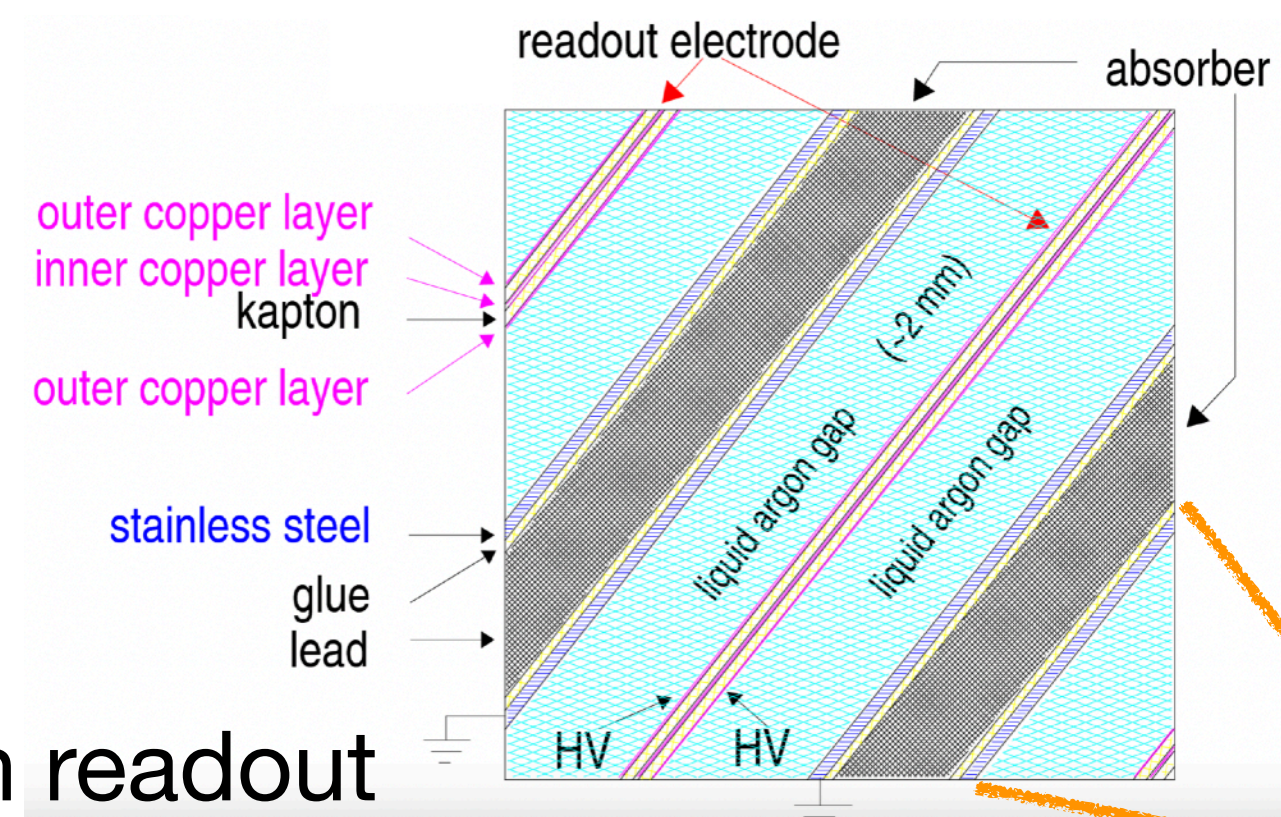 readout electrode
absorber
outer copper layer
inner copper layer
kapton
outer copper layer
(~2 mm)
liquid argon gap
liquid argon gap
stainless steel
glue
lead
HV
HV
readout